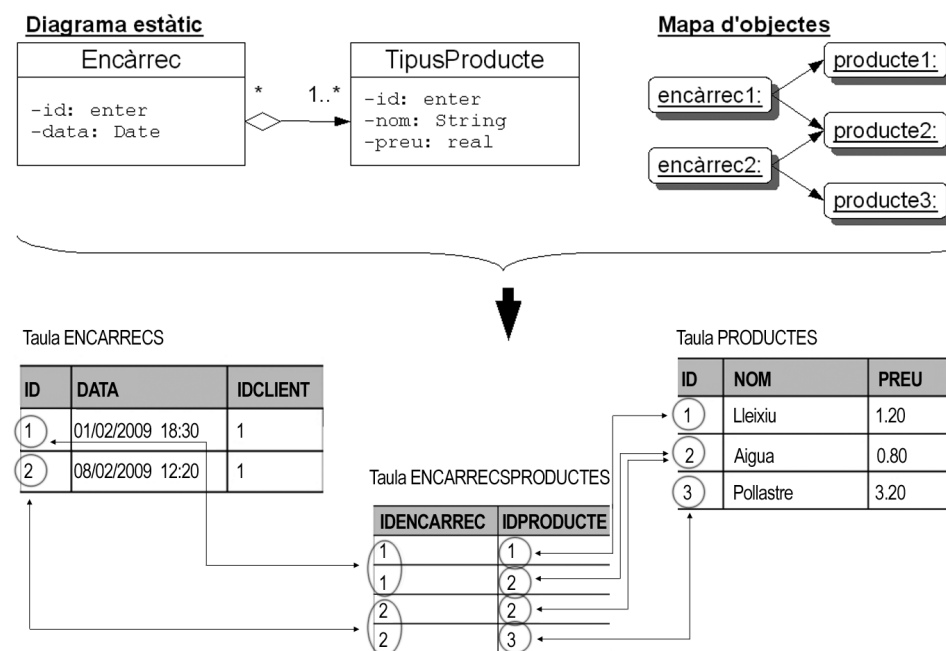 Diagrama estàtic
Encàrrec
-id: enter
-data: Date
*
1..*
TipusProducte
-id: enter
-nom: String
-preu: real
Mapa d'objectes
encàrrec1:
encàrrec2:
producte1:
producte2:
producte3:
Taula ENCARRECS
ID DATA IDCLIENT
1 01/02/2009 18:30 1
2 08/02/2009 12:20 1
Taula ENCARRECSPRODUCTES
IDENCARREC IDPRODUCTE
1 1
1 2
2 2
2 3
Taula PRODUCTES
ID NOM PREU
1 Lleixiu 1.20
2 Aigua 0.80
3 Pollastre 3.20